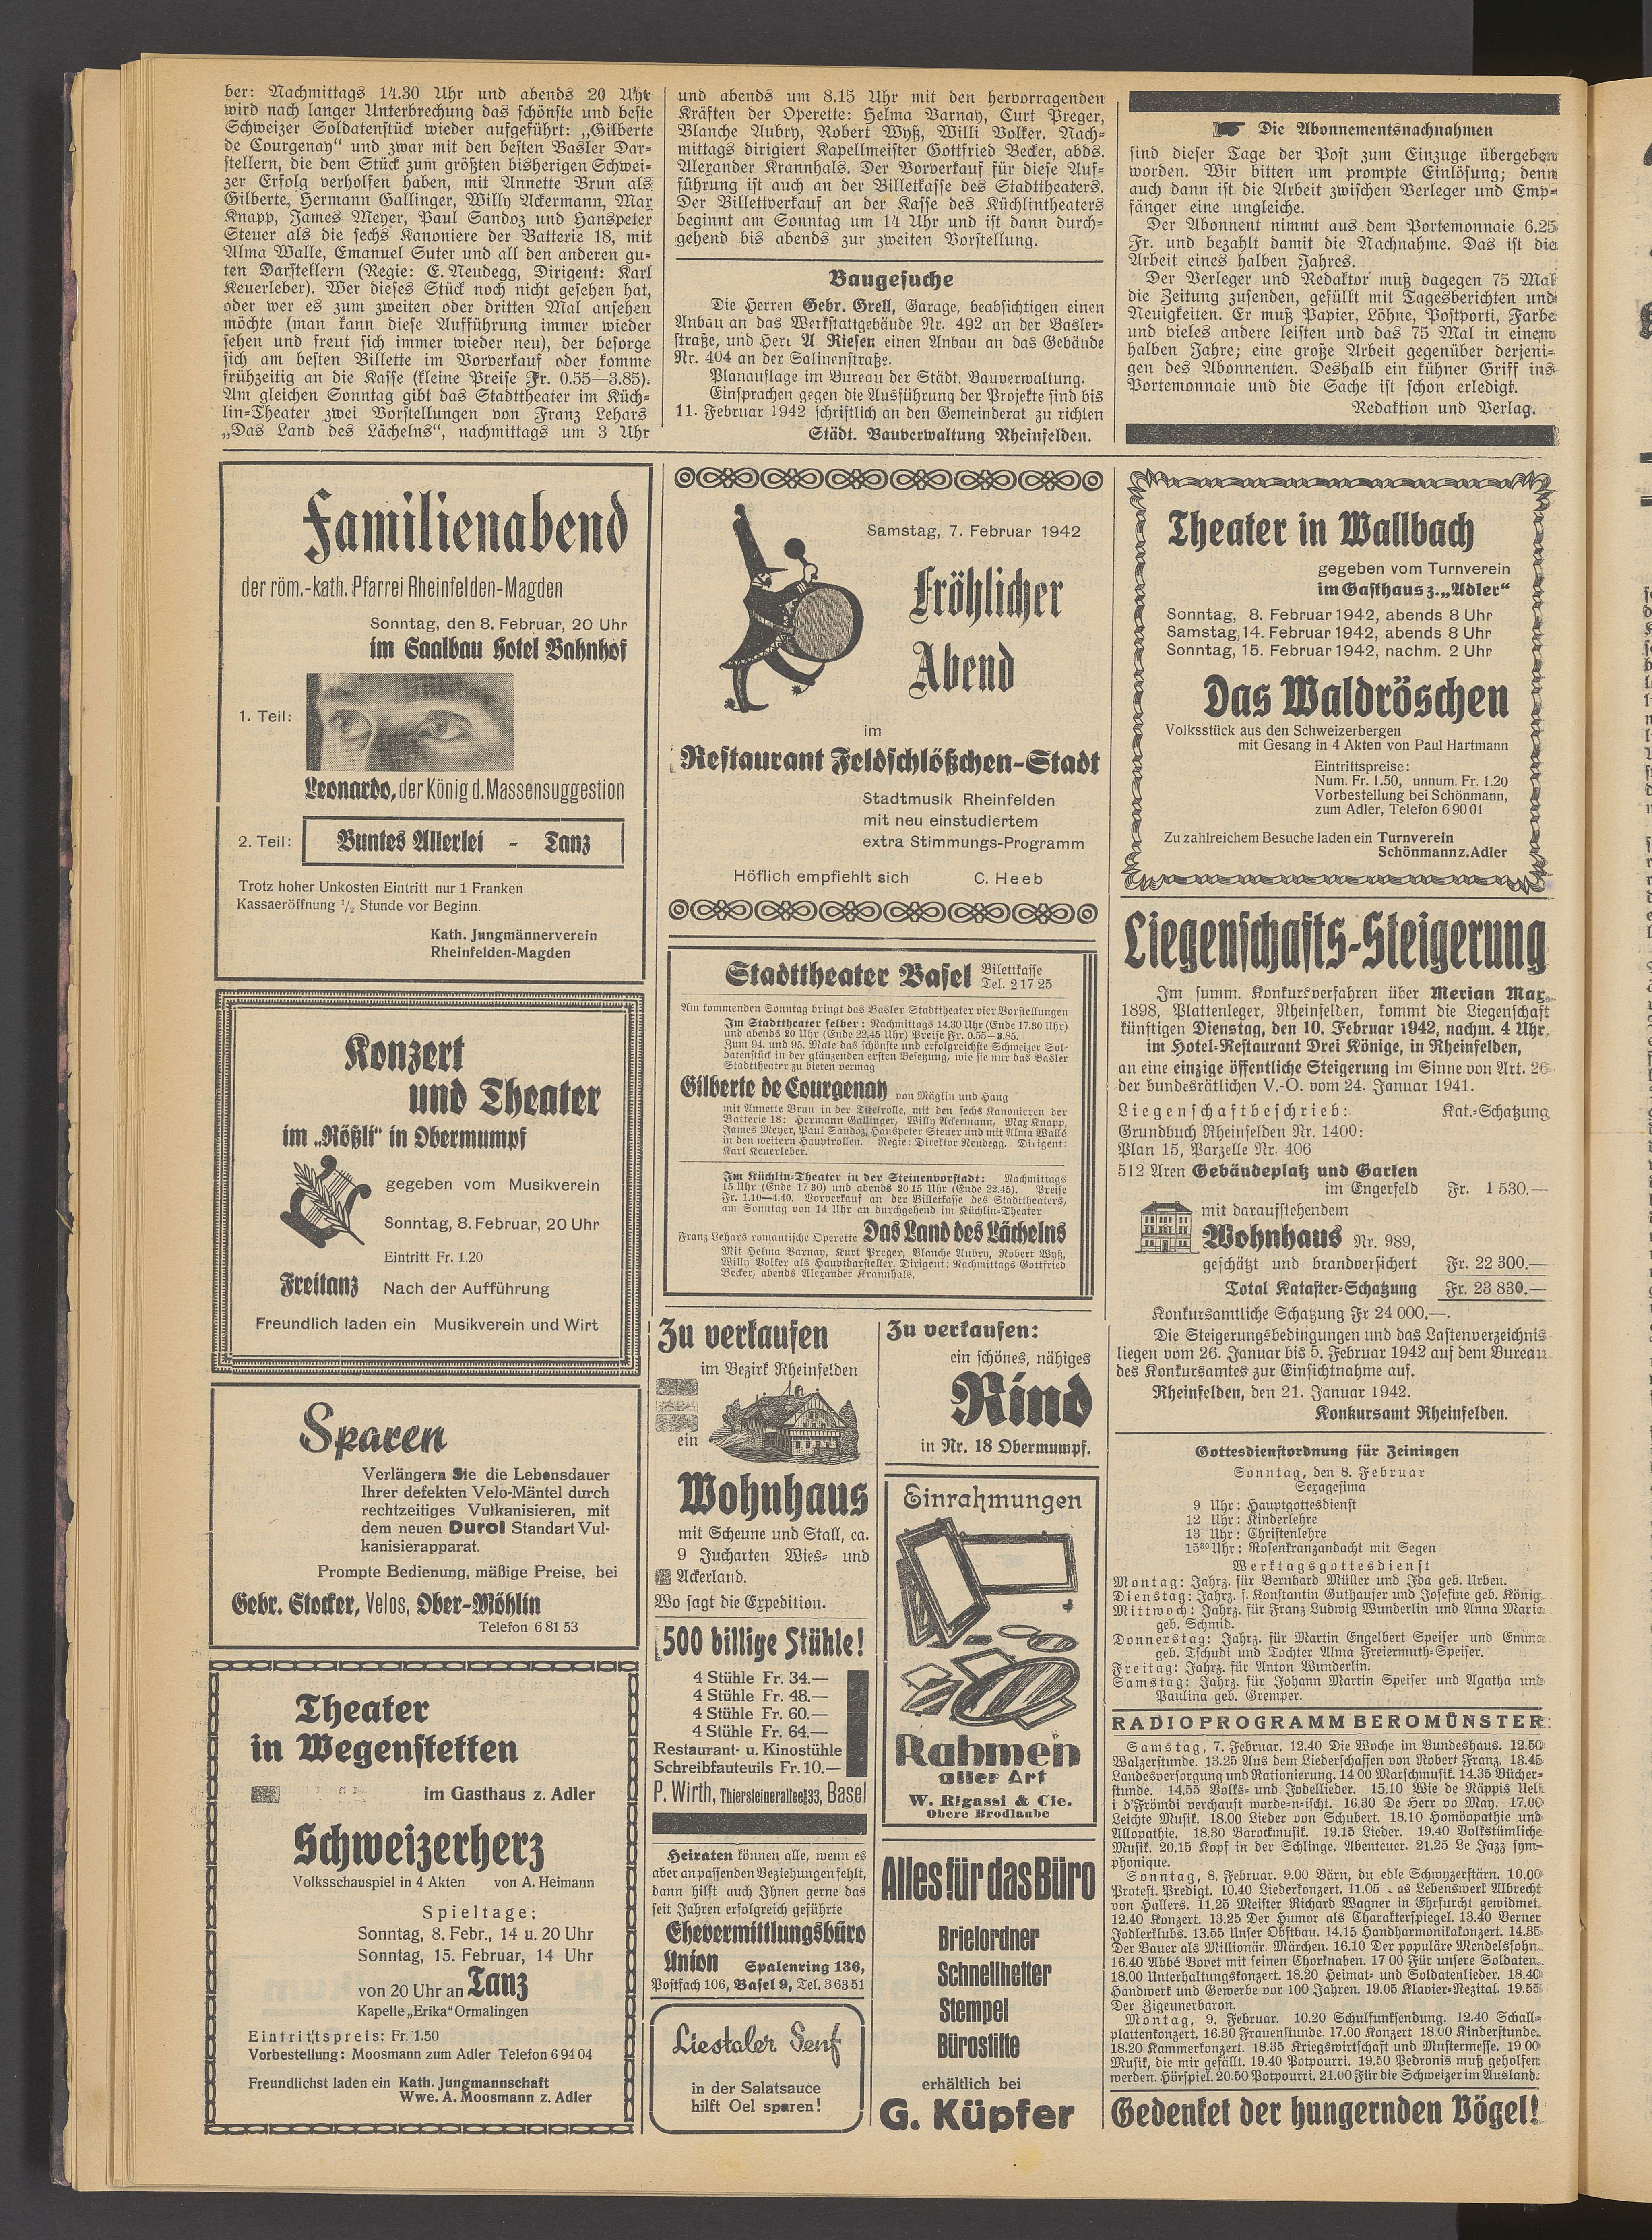 ber: Nachmittags 14.30 Uhr und abends 20 Uhr
wird nach langer Unterbrechung das schönste und beste
Schweizer Soldatenstück wieder aufgeführt: „Gilberte
de Courgenay“ und zwar mit den besten Basler Dar-
stellern, die dem Stück zum größten bisherigen Schwei-
zer Erfolg verholfen haben, mit Annette Brun als
Gilberte, Hermann Gallinger, Willy Ackermann, Max
Knapp, James Meyer, Paul Sandoz und Hanspeter
Steuer als die sechs Kanoniere der Batterie 18, mit
Alma Walle, Emanuel Suter und all den anderen gu-
ten Darstellern (Regie: E. Neudegg, Dirigent: Karl
Keuerleber). Wer dieses Stück noch nicht gesehen hat,
oder wer es zum zweiten oder dritten Mal ansehen
möchte (man kann diese Aufführung immer wieder
sehen und freut sich immer wieder neu), der besorge
sich am besten Billette im Vorverkauf oder komme
frühzeitig an die Kasse (kleine Preise Fr. 0.55—3.85).
Am gleichen Sonntag gibt das Stadttheater im Küch-
lin-Theater zwei Vorstellungen von Franz Lehars
„Das Land des Lächelns“, nachmittags um 3 Uhr
und abends um 8.15 Uhr mit den hervorragenden
Kräften der Operette: Helma Varnay, Curt Preger,
Blanche Aubry, Robert Wyß, Willi Volker. Nach-
mittags dirigiert Kapellmeister Gottfried Becker, abds.
Alexander Krannhals. Der Vorverkauf für diese Auf-
führung ist auch an der Billetkasse des Stadttheaters.
Der Billettverkauf an der Kasse des Küchlintheaters
beginnt am Sonntag um 14 Uhr und ist dann durch-
gehend bis abends zur zweiten Vorstellung.
Baugesuche
Die Herren Gebr. Grell, Garage, beabsichtigen einen
Anbau an das Werkstattgebäude Nr. 492 an der Basler-
straße, und Herr A Riesen einen Anbau an das Gebäude
Nr. 404 an der Salinenstraße.
Planauflage im Bureau der Städt. Bauverwaltung.
Einsprachen gegen die Ausführung der Projekte sind bis
11. Februar 1942 schriftlich an den Gemeinderat zu richten
Städt. Bauverwaltung Rheinfelden.
Die Abonnementsnachnahmen
sind dieser Tage der Post zum Einzuge übergeben
worden. Wir bitten um prompte Einlösung; denn
auch dann ist die Arbeit zwischen Verleger und Emp-
fänger eine ungleiche.
Der Abonnent nimmt aus dem Portemonnaie 6.25
Fr. und bezahlt damit die Nachnahme. Das ist die
Arbeit eines halben Jahres.
Der Verleger und Redaktor muß dagegen 75 Mal
die Zeitung zusenden, gefüllt mit Tagesberichten und
Neuigkeiten. Er muß Papier, Löhne, Postporti, Farbe
und vieles andere leisten und das 75 Mal in einem
halben Jahre; eine große Arbeit gegenüber derjeni-
gen des Abonnenten. Deshalb ein kühner Griff ins
Portemonnaie und die Sache ist schon erledigt.
Redaktion und Verlag.
Familienabend
der röm.-kath. Pfarrei Rheinfelden-Magden
Sonntag, den 8. Februar, 20 Uhr
im Saalbau Hotel Bahnhof
1. Teil:
Leonardo, der König d. Massensuggestion
2. Teil: Buntes Allerlei - Tanz
Trotz hoher Unkosten Eintritt nur 1 Franken
Kassaeröffnung 1/2 Stunde vor Beginn
Kath. Jungmännerverein
Rheinfelden-Magden
Konzert
und Theater
im „Rößli“ in Obermumpf
gegeben vom Musikverein
Sonntag, 8. Februar, 20 Uhr
Eintritt Fr. 1.20
Freitanz Nach der Aufführung
Freundlich laden ein Musikverein und Wirt
Sparen
Verlängern Sie die Lebensdauer
Ihrer defekten Velo-Mäntel durch
rechtzeitiges Vulkanisieren, mit
dem neuen Durol Standart Vul-
kanisierapparat.
Prompte Bedienung, mäßige Preise, bei
Gebr. Stocker, Velos, Ober-Möhlin
Telefon 6 81 53
Theater
in Wegenstetten
im Gasthaus z. Adler
Schweizerherz
Volksschauspiel in 4 Akten von A. Heimann
Spieltage:
Sonntag, 8. Febr., 14 u. 20 Uhr
Sonntag, 15. Februar, 14 Uhr
von 20 Uhr an Tanz
Kapelle „Erika“ Ormalingen
Eintrittspreis: Fr. 1.50
Vorbestellung: Moosmann zum Adler Telefon 6 94 04
Freundlichst laden ein Kath. Jungmannschaft
Wwe. A. Moosmann z. Adler
Samstag, 7. Februar 1942
Fröhlicher
Abend
im
Restaurant Feldschlößchen-Stadt
Stadtmusik Rheinfelden
mit neu einstudiertem
extra Stimmungs-Programm
Höflich empfiehlt sich C. Heeb
Stadttheater Basel Bilettkasse
Tel. 2 17 25
Am kommenden Sonntag bringt das Basler Stadttheater vier Vorstellungen
Im Stadttheater selber: Nachmittags 14.30 Uhr (Ende 17.30 Uhr)
und abends 20 Uhr (Ende 22.45 Uhr) Preise Fr. 0.55—3.85.
Zum 94. und 95. Male das schönste und erfolgreichste Schweizer Sol-
datenstück in der glänzenden ersten Besetzung, wie sie nur das Basler
Stadttheater zu bieten vermag
Gilberte de Courgenay von Mäglin und Haug
mit Annette Brun in der Titelrolle, mit den sechs Kanonieren der
Batterie 18: Hermann Gallinger, Willy Ackermann, Max Knapp,
James Meyer, Paul Sandoz, Hanspeter Steuer und mit Alma Walle
in den weitern Hauptrollen. Regie: Direktor Neudegg. Dirigent:
Karl Keuerleber.
Im Küchlin-Theater in der Steinenvorstadt: Nachmittags
15 Uhr (Ende 17 30) und abends 20 15 Uhr (Ende 22.45). Preise
Fr. 1.10—4.40. Vorverkauf an der Billetkasse des Stadttheaters,
am Sonntag von 14 Uhr an durchgehend im Küchlin-Theater
Franz Lehars romantische Operette Das Land des Lächelns
Mit Helma Varnay, Kurt Preger, Blanche Aubry, Robert Wyß,
Willy Volker als Hauptdarsteller. Dirigent: Nachmittags Gottfried
Becker, abends Alexander Krannhals.
Zu verkaufen
im Bezirk Rheinfelden
ein
Wohnhaus
mit Scheune und Stall, ca.
9 Jucharten Wies- und
Ackerland.
Wo sagt die Expedition.
500 billige Stühle!
4 Stühle Fr. 34.—
4 Stühle Fr. 48.—
4 Stühle Fr. 60.—
4 Stühle Fr. 64.—
Restaurant- u. Kinostühle
Schreibfauteuils Fr. 10.—
P. Wirth, Thiersteinerallee 33, Basel
Heiraten können alle, wenn es
aber an passenden Beziehungen fehlt,
dann hilft auch Ihnen gerne das
seit Jahren erfolgreich geführte
Ehevermittlungsbüro
Union Spalenring 136,
Postfach 106, Basel 9, Tel. 3 63 51
Liestaler Senf
in der Salatsauce
hilft Oel sparen!
Zu verkaufen:
ein schönes, nähiges
Rind
in Nr. 18 Obermumpf.
Einrahmungen
Rahmen
aller Art
W. Rigassi & Cie.
Obere Brodlaube
Alles für das Büro
Briefordner
Schnellhefter
Stempel
Bürostifte
erhältlich bei
G. Küpfer
Theater in Wallbach
gegeben vom Turnverein
im Gasthaus z. „Adler“
Sonntag, 8. Februar 1942, abends 8 Uhr
Samstag, 14. Februar 1942, abends 8 Uhr
Sonntag, 15. Februar 1942, nachm. 2 Uhr
Das Waldröschen
Volksstück aus den Schweizerbergen
mit Gesang in 4 Akten von Paul Hartmann
Eintrittspreise:
Num. Fr. 1.50, unnum. Fr. 1.20
Vorbestellung bei Schönmann,
zum Adler, Telefon 6 90 01
Zu zahlreichem Besuche laden ein Turnverein
Schönmann z. Adler
Liegenschafts-Steigerung
Im summ. Konkursverfahren über Merian Max,
1898, Plattenleger, Rheinfelden, kommt die Liegenschaft
künftigen Dienstag, den 10. Februar 1942, nachm. 4 Uhr,
im Hotel-Restaurant Drei Könige, in Rheinfelden,
an eine einzige öffentliche Steigerung im Sinne von Art. 26
der bundesrätlichen V.-O. vom 24. Januar 1941.
Liegenschaftbeschrieb: Kat.-Schatzung
Grundbuch Rheinfelden Nr. 1400:
Plan 15, Parzelle Nr. 406
512 Aren Gebäudeplatz und Garten
im Engerfeld Fr. 1 530.—
mit daraufstehendem
Wohnhaus Nr. 989,
geschätzt und brandversichert Fr. 22 300.—
Total Kataster-Schatzung Fr. 23 830.—
Konkursamtliche Schatzung Fr 24 000.—.
Die Steigerungsbedingungen und das Lastenverzeichnis
liegen vom 26. Januar bis 5. Februar 1942 auf dem Bureau
des Konkursamtes zur Einsichtnahme auf.
Rheinfelden, den 21. Januar 1942.
Konkursamt Rheinfelden.
Gottesdienstordnung für Zeiningen
Sonntag, den 8. Februar
Sexagesima
9 Uhr: Hauptgottesdienst
12 Uhr: Kinderlehre
13 Uhr: Christenlehre
15³⁰ Uhr: Rosenkranzandacht mit Segen
Werktagsgottesdienst
Montag: Jahrz. für Bernhard Müller und Ida geb. Urben.
Dienstag: Jahrz. f. Konstantin Guthauser und Josefine geb. König.
Mittwoch: Jahrz. für Franz Ludwig Wunderlin und Anna Maria
geb. Schmid.
Donnerstag: Jahrz. für Martin Engelbert Speiser und Emma
geb. Tschudi und Tochter Alma Freiermuth-Speiser.
Freitag: Jahrz. für Anton Wunderlin.
Samstag: Jahrz. für Johann Martin Speiser und Agatha und
Paulina geb. Gremper.
RADIOPROGRAMM BEROMÜNSTER
Samstag, 7. Februar. 12.40 Die Woche im Bundeshaus. 12.50
Walzerstunde. 13.25 Aus dem Liederschaffen von Robert Franz. 13.45
Landesversorgung und Rationierung. 14.00 Marschmusik. 14.35 Bücher-
stunde. 14.55 Volks- und Jodellieder. 15.10 Wie de Näppis Ueli
i d'Frömdi verchauft worde-n-ischt. 16.30 De Herr vo May. 17.00
Leichte Musik. 18.00 Lieder von Schubert. 18.10 Homöopathie und
Allopathie. 18.30 Barockmusik. 19.15 Lieder. 19.40 Volkstümliche
Musik. 20.15 Kopf in der Schlinge. Abenteuer. 21.25 Le Jazz sym-
phonique.
Sonntag, 8. Februar. 9.00 Bärn, du edle Schwyzerstärn. 10.00
Protest. Predigt. 10.40 Liederkonzert. 11.05 as Lebenswerk Albrecht
von Hallers. 11.25 Meister Richard Wagner in Ehrfurcht gewidmet.
12.40 Konzert. 13.25 Der Humor als Charakterspiegel. 13.40 Berner
Jodlerklubs. 13.55 Unser Obstbau. 14.15 Handharmonikakonzert. 14.35
Der Bauer als Millionär. Märchen. 16.10 Der populäre Mendelssohn.
16.40 Abbé Bovet mit seinen Chorknaben. 17 00 Für unsere Soldaten.
18.00 Unterhaltungskonzert. 18.20 Heimat- und Soldatenlieder. 18.40
Handwerk und Gewerbe vor 100 Jahren. 19.05 Klavier-Rezital. 19.55
Der Zigeunerbaron.
Montag, 9. Februar. 10.20 Schulfunksendung. 12.40 Schall-
plattenkonzert. 16.30 Frauenstunde. 17.00 Konzert 18.00 Kinderstunde.
18.20 Kammerkonzert. 18.35 Kriegswirtschaft und Mustermesse. 19 00
Musik, die mir gefällt. 19.40 Potpourri. 19.50 Pedronis muß geholfen
werden. Hörspiel. 20.50 Potpourri. 21.00 Für die Schweizer im Ausland.
Gedenket der hungernden Vögel!